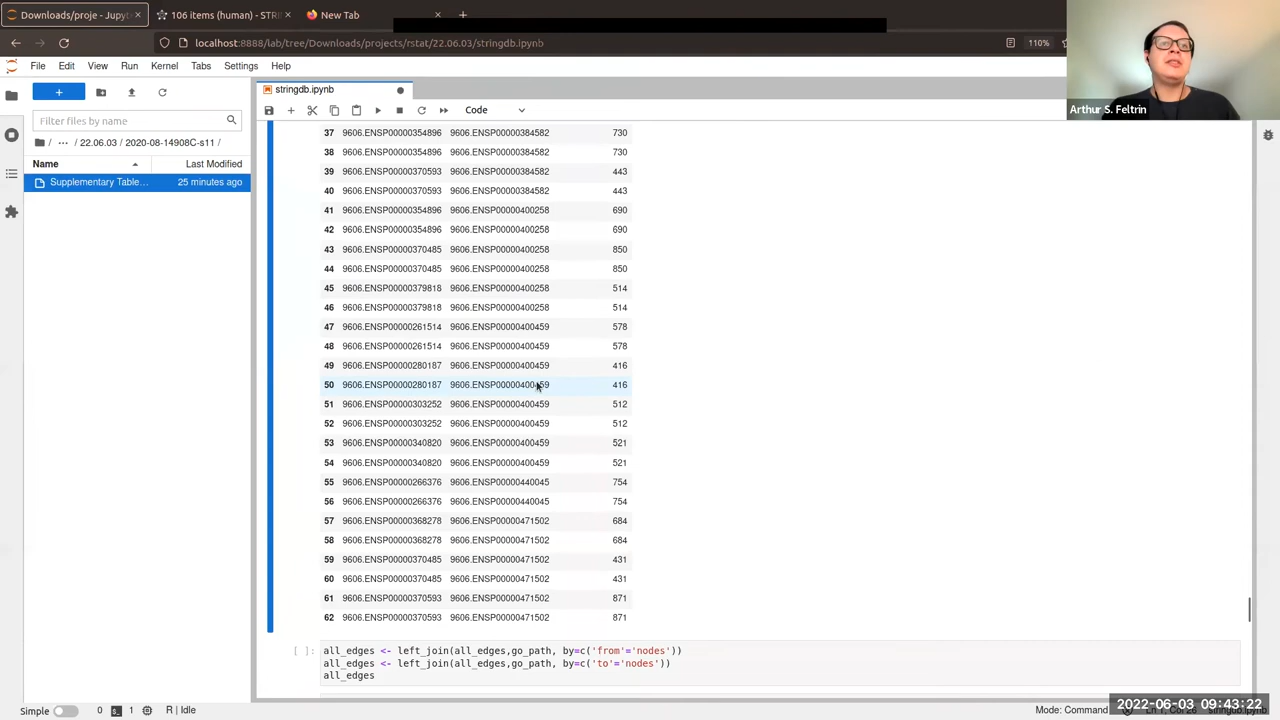 Downloads/proje - Jupyt
106 items (human) - STRI
New Tab
localhost:8888/lab/tree/Downloads/projects/rstat/22.06.03/stringdb.ipynb
110%
File Edit View Run Kernel Tabs Settings Help
stringdb.ipynb
Code
Filter files by name
/ ... / 22.06.03 / 2020-08-14908C-s11 /
Name Last Modified
Supplementary Table... 25 minutes ago
Arthur S. Feltrin
37 9606.ENSP00000354896 9606.ENSP00000384582 730
38 9606.ENSP00000354896 9606.ENSP00000384582 730
39 9606.ENSP00000370593 9606.ENSP00000384582 443
40 9606.ENSP00000370593 9606.ENSP00000384582 443
41 9606.ENSP00000354896 9606.ENSP00000400258 690
42 9606.ENSP00000354896 9606.ENSP00000400258 690
43 9606.ENSP00000370485 9606.ENSP00000400258 850
44 9606.ENSP00000370485 9606.ENSP00000400258 850
45 9606.ENSP00000379818 9606.ENSP00000400258 514
46 9606.ENSP00000379818 9606.ENSP00000400258 514
47 9606.ENSP00000261514 9606.ENSP00000400459 578
48 9606.ENSP00000261514 9606.ENSP00000400459 578
49 9606.ENSP00000280187 9606.ENSP00000400459 416
50 9606.ENSP00000280187 9606.ENSP00000400459 416
51 9606.ENSP00000303252 9606.ENSP00000400459 512
52 9606.ENSP00000303252 9606.ENSP00000400459 512
53 9606.ENSP00000340820 9606.ENSP00000400459 521
54 9606.ENSP00000340820 9606.ENSP00000400459 521
55 9606.ENSP00000266376 9606.ENSP00000440045 754
56 9606.ENSP00000266376 9606.ENSP00000440045 754
57 9606.ENSP00000368278 9606.ENSP00000471502 684
58 9606.ENSP00000368278 9606.ENSP00000471502 684
59 9606.ENSP00000370485 9606.ENSP00000471502 431
60 9606.ENSP00000370485 9606.ENSP00000471502 431
61 9606.ENSP00000370593 9606.ENSP00000471502 871
62 9606.ENSP00000370593 9606.ENSP00000471502 871
[ ]: all_edges <- left_join(all_edges,go_path, by=c('from'='nodes'))
all_edges <- left_join(all_edges,go_path, by=c('to'='nodes'))
all_edges
Simple 0 1 R | Idle
Mode: Command
2022-06-03 09:43:22